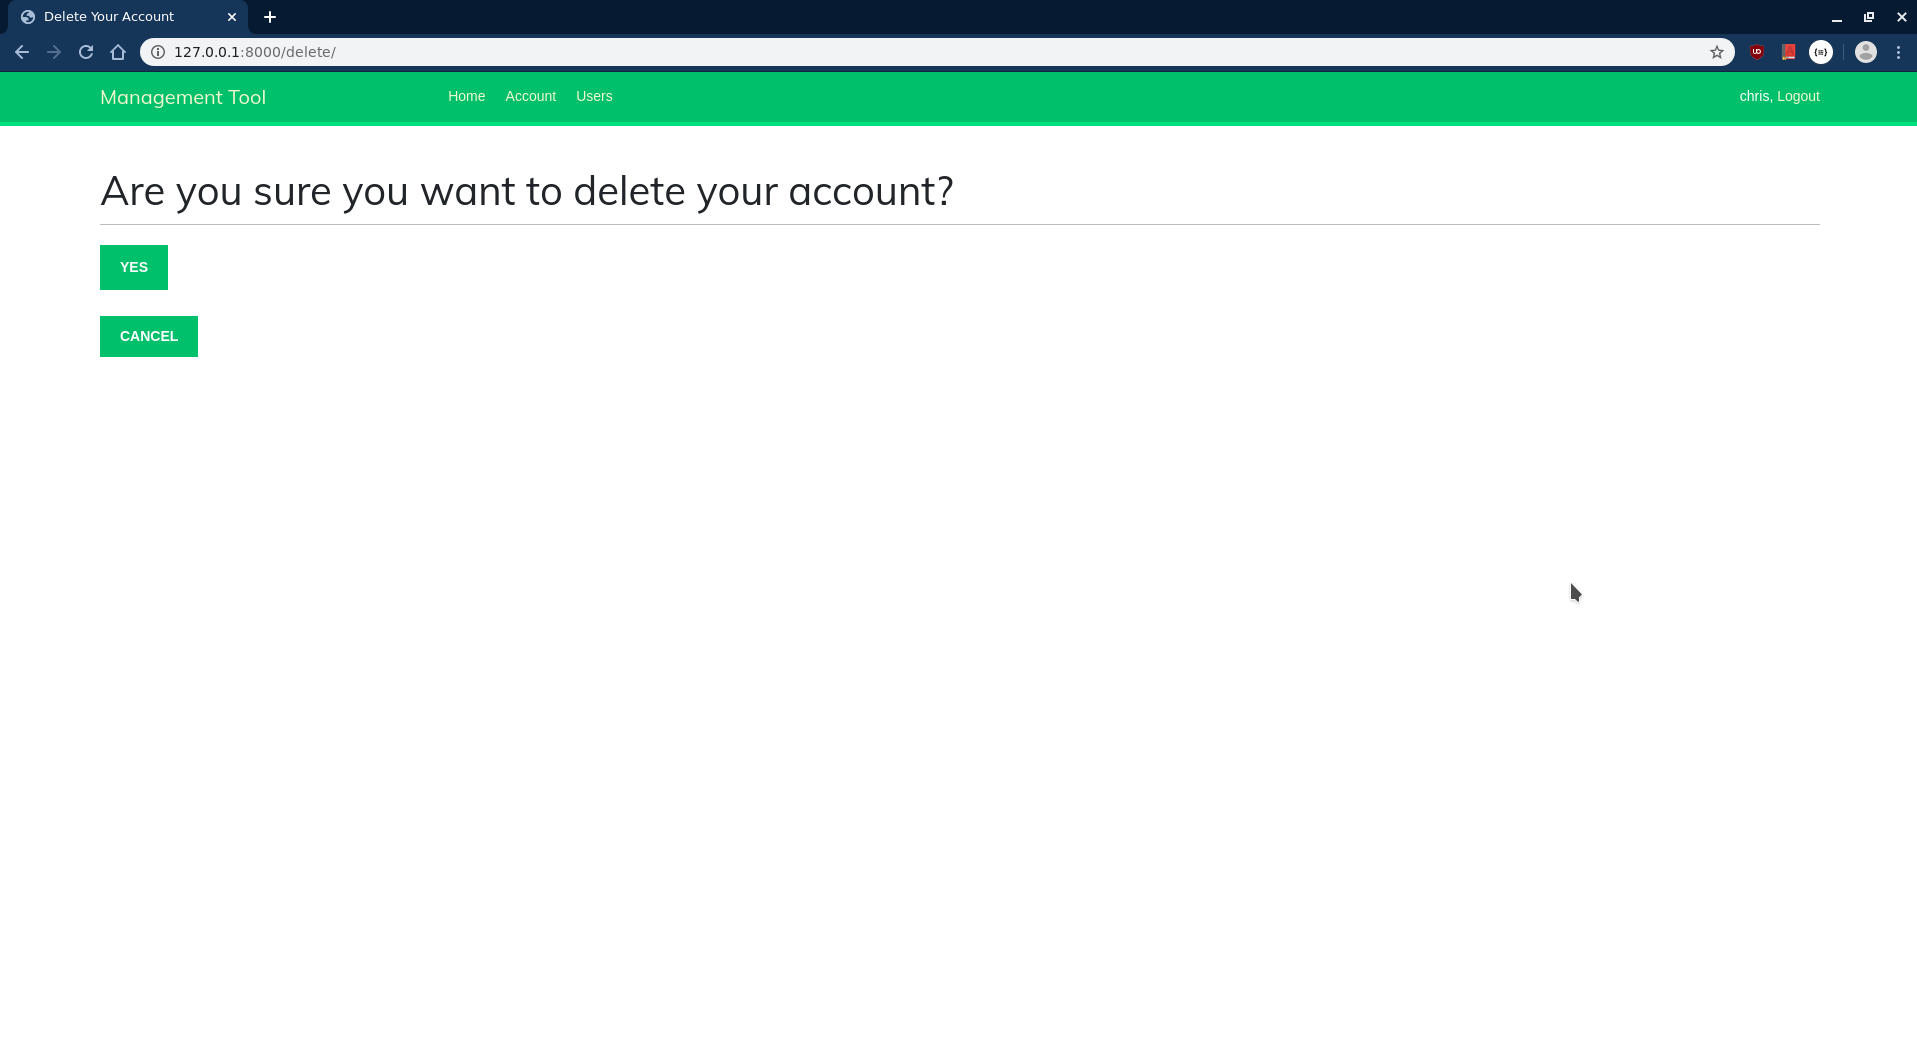 Delete Your Account
127.0.0.1:8000/delete/
Management Tool Home Account Users chris, Logout
Are you sure you want to delete your account?
YES
CANCEL